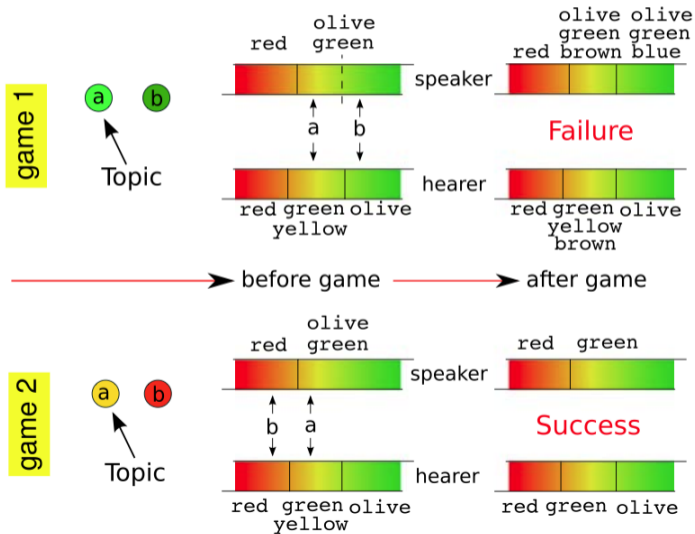 game 1
a
b
Topic
red
olive
green
speaker
a
b
hearer
red green olive
yellow
olive olive
green green
red brown blue
Failure
red green olive
yellow
brown
before game
after game
game 2
a
b
Topic
olive
red green
speaker
b
a
hearer
red green olive
yellow
red green
Success
red green olive